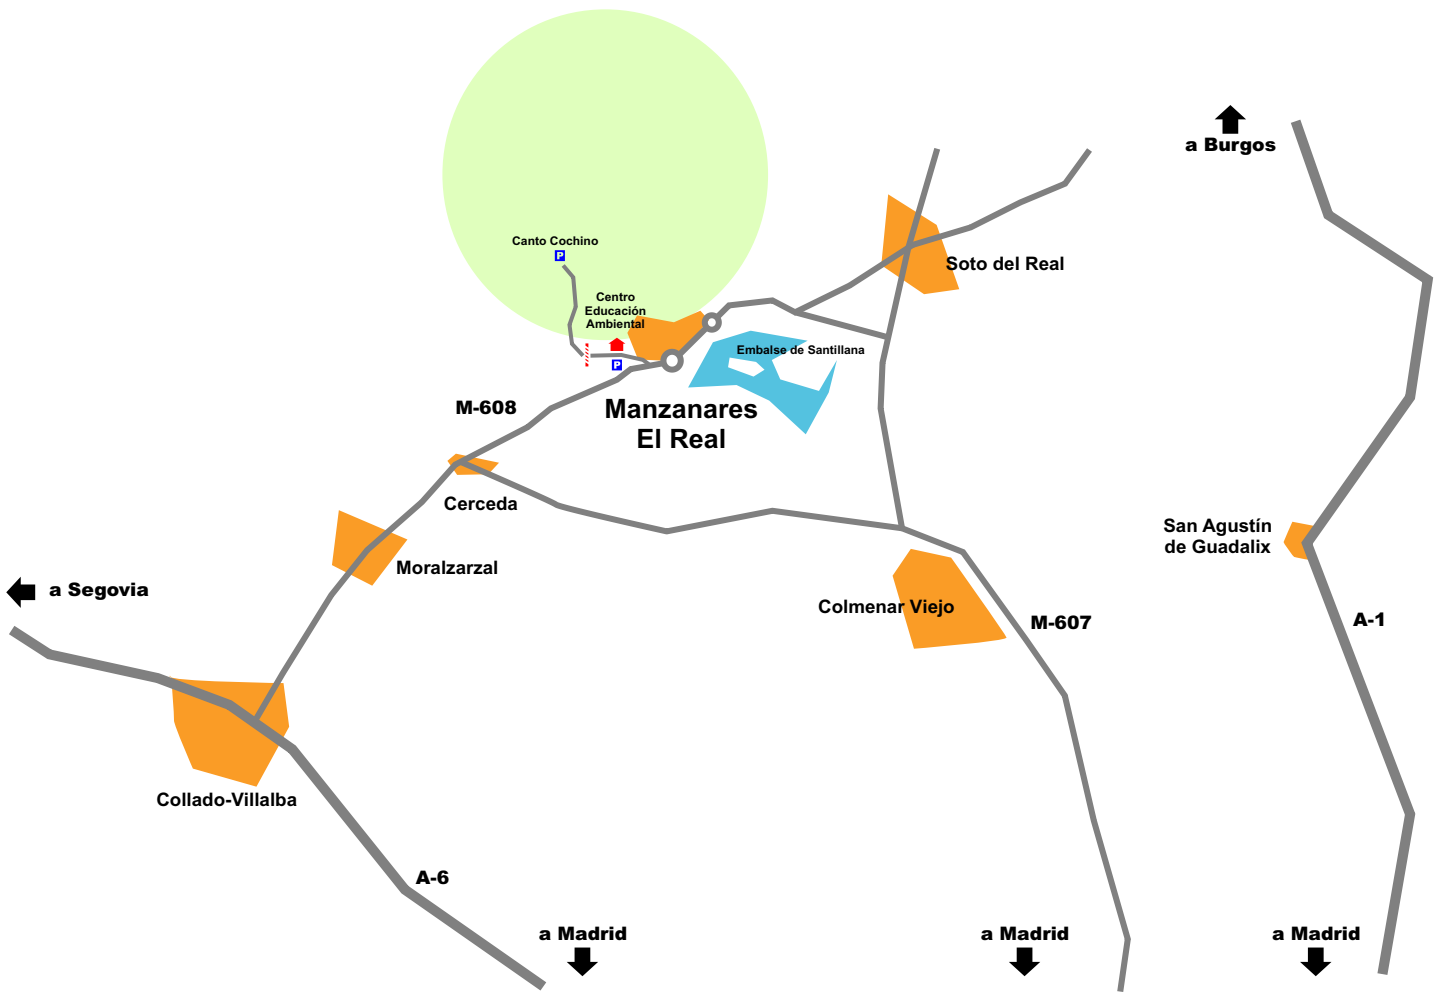 a Burgos
Canto Cochino
P
Soto del Real
Centro
Educación
Ambiental
Embalse de Santillana
P
M-608
Manzanares
El Real
Cerceda
San Agustín
de Guadalix
Moralzarzal
a Segovia
Colmenar Viejo
M-607
A-1
Collado-Villalba
A-6
a Madrid
a Madrid
a Madrid